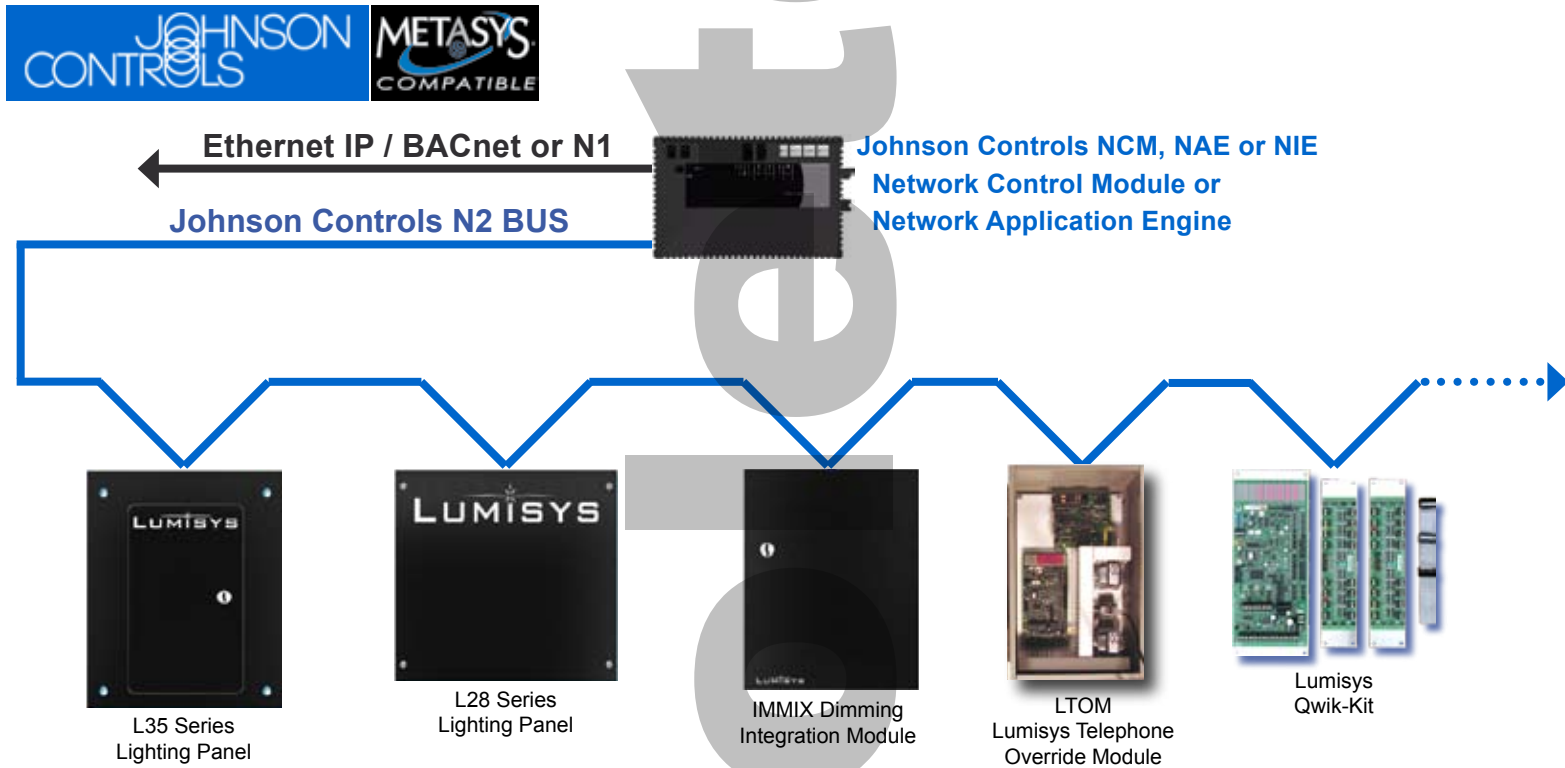 JOHNSON
CONTROLS
METASYS
COMPATIBLE
Ethernet IP / BACnet or N1
Johnson Controls N2 BUS
Johnson Controls NCM, NAE or NIE
Network Control Module or
Network Application Engine
LUMISYS
LUMISYS
LUMISYS
L35 Series
Lighting Panel
L28 Series
Lighting Panel
IMMIX Dimming
Integration Module
LTOM
Lumisys Telephone
Override Module
Lumisys
Qwik-Kit